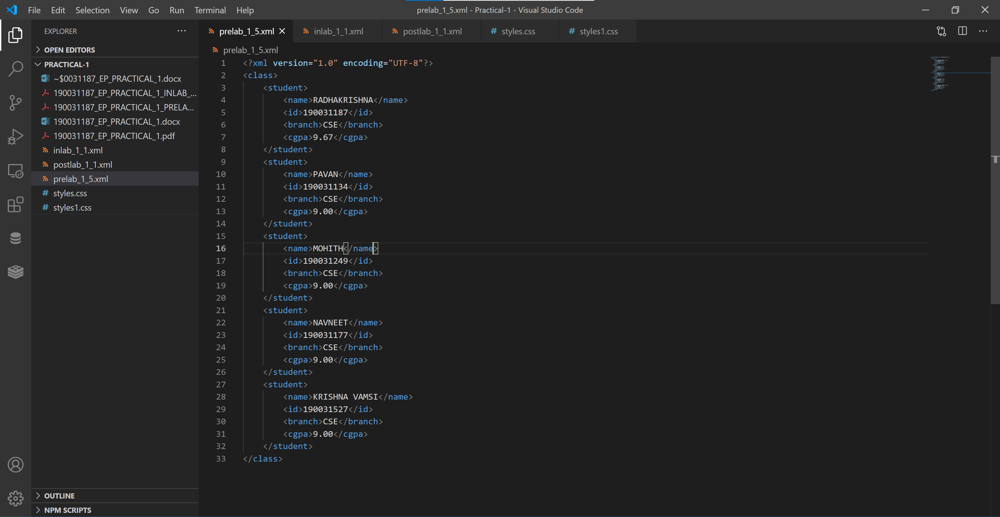 File Edit Selection View Go Run Terminal Help
prelab_1_5.xml - Practical-1 - Visual Studio Code
EXPLORER
OPEN EDITORS
PRACTICAL-1
~$0031187_EP_PRACTICAL_1.docx
190031187_EP_PRACTICAL_1_INLAB_...
190031187_EP_PRACTICAL_1_PRELA...
190031187_EP_PRACTICAL_1.docx
190031187_EP_PRACTICAL_1.pdf
inlab_1_1.xml
postlab_1_1.xml
prelab_1_5.xml
styles.css
styles1.css
OUTLINE
NPM SCRIPTS
prelab_1_5.xml inlab_1_1.xml postlab_1_1.xml styles.css styles1.css
prelab_1_5.xml
1 <?xml version="1.0" encoding="UTF-8"?>
2 <class>
3 <student>
4 <name>RADHAKRISHNA</name>
5 <id>190031187</id>
6 <branch>CSE</branch>
7 <cgpa>9.67</cgpa>
8 </student>
9 <student>
10 <name>PAVAN</name>
11 <id>190031134</id>
12 <branch>CSE</branch>
13 <cgpa>9.00</cgpa>
14 </student>
15 <student>
16 <name>MOHITH</name>
17 <id>190031249</id>
18 <branch>CSE</branch>
19 <cgpa>9.00</cgpa>
20 </student>
21 <student>
22 <name>NAVNEET</name>
23 <id>190031177</id>
24 <branch>CSE</branch>
25 <cgpa>9.00</cgpa>
26 </student>
27 <student>
28 <name>KRISHNA VAMSI</name>
29 <id>190031527</id>
30 <branch>CSE</branch>
31 <cgpa>9.00</cgpa>
32 </student>
33 </class>